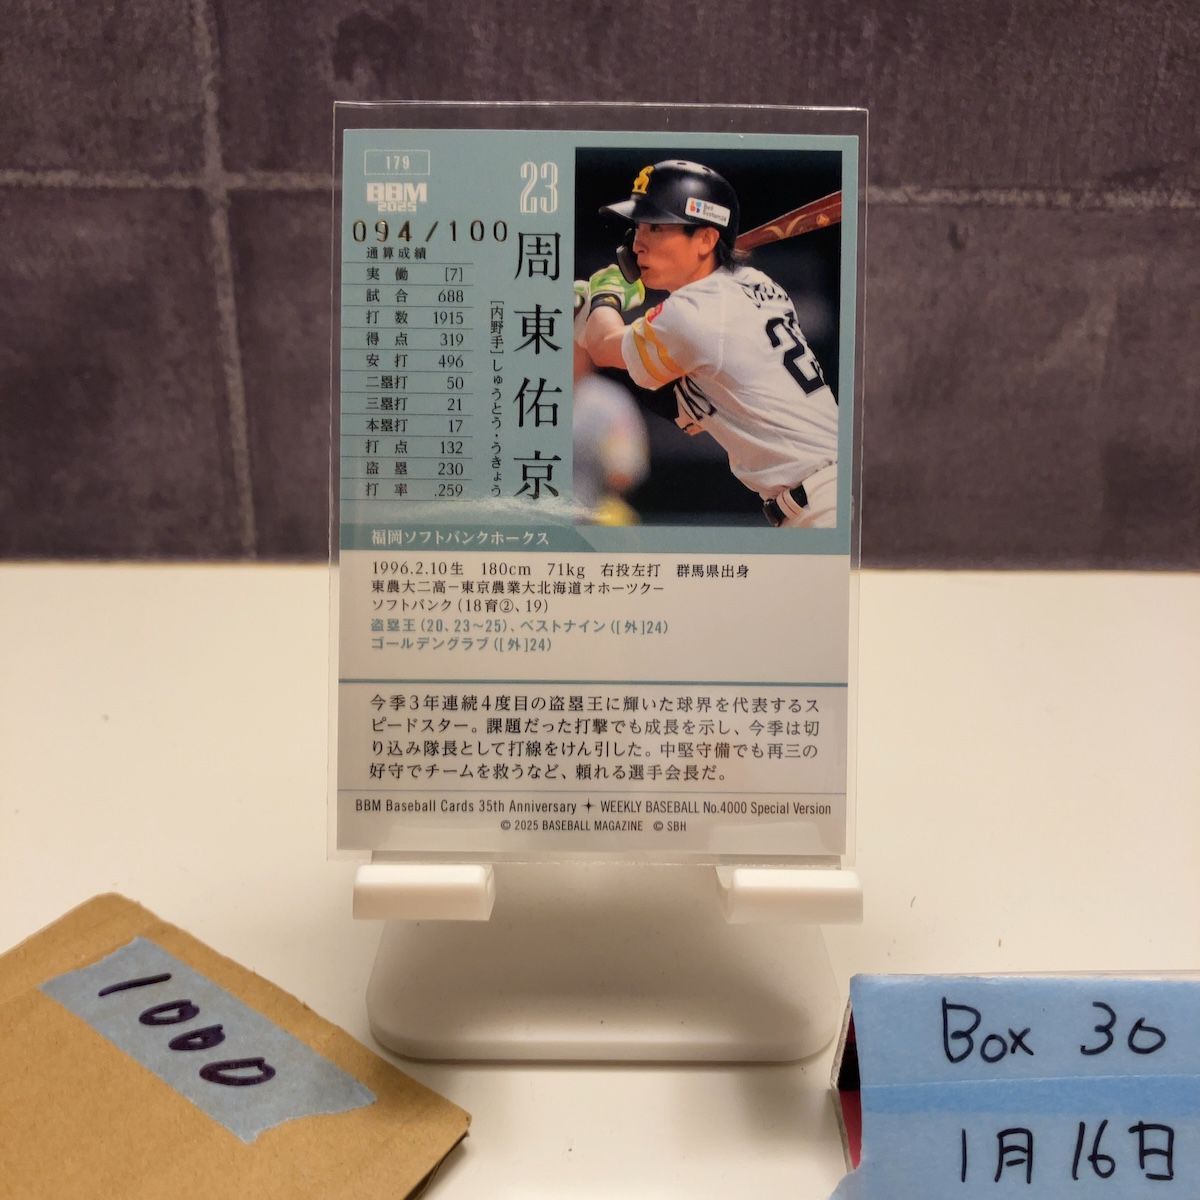 179
BBM
2025
094/100
通算成績
実働 [7]
試合 688
打数 1915
得点 319
安打 496
二塁打 50
三塁打 21
本塁打 17
打点 132
盗塁 230
打率 .259
23
周東佑京
[内野手]しゅうとう・うきょう
福岡ソフトバンクホークス
1996.2.10生 180cm 71kg 右投左打 群馬県出身
東農大二高−東京農業大北海道オホーツク−
ソフトバンク(18育②、19)
盗塁王(20、23〜25)、ベストナイン([外]24)
ゴールデングラブ([外]24)
今季3年連続4度目の盗塁王に輝いた球界を代表するス
ピードスター。課題だった打撃でも成長を示し、今季は切
り込み隊長として打線をけん引した。中堅守備でも再三の
好守でチームを救うなど、頼れる選手会長だ。
BBM Baseball Cards 35th Anniversary ✦ WEEKLY BASEBALL No.4000 Special Version
© 2025 BASEBALL MAGAZINE © SBH
1000
Box 30
1月16日